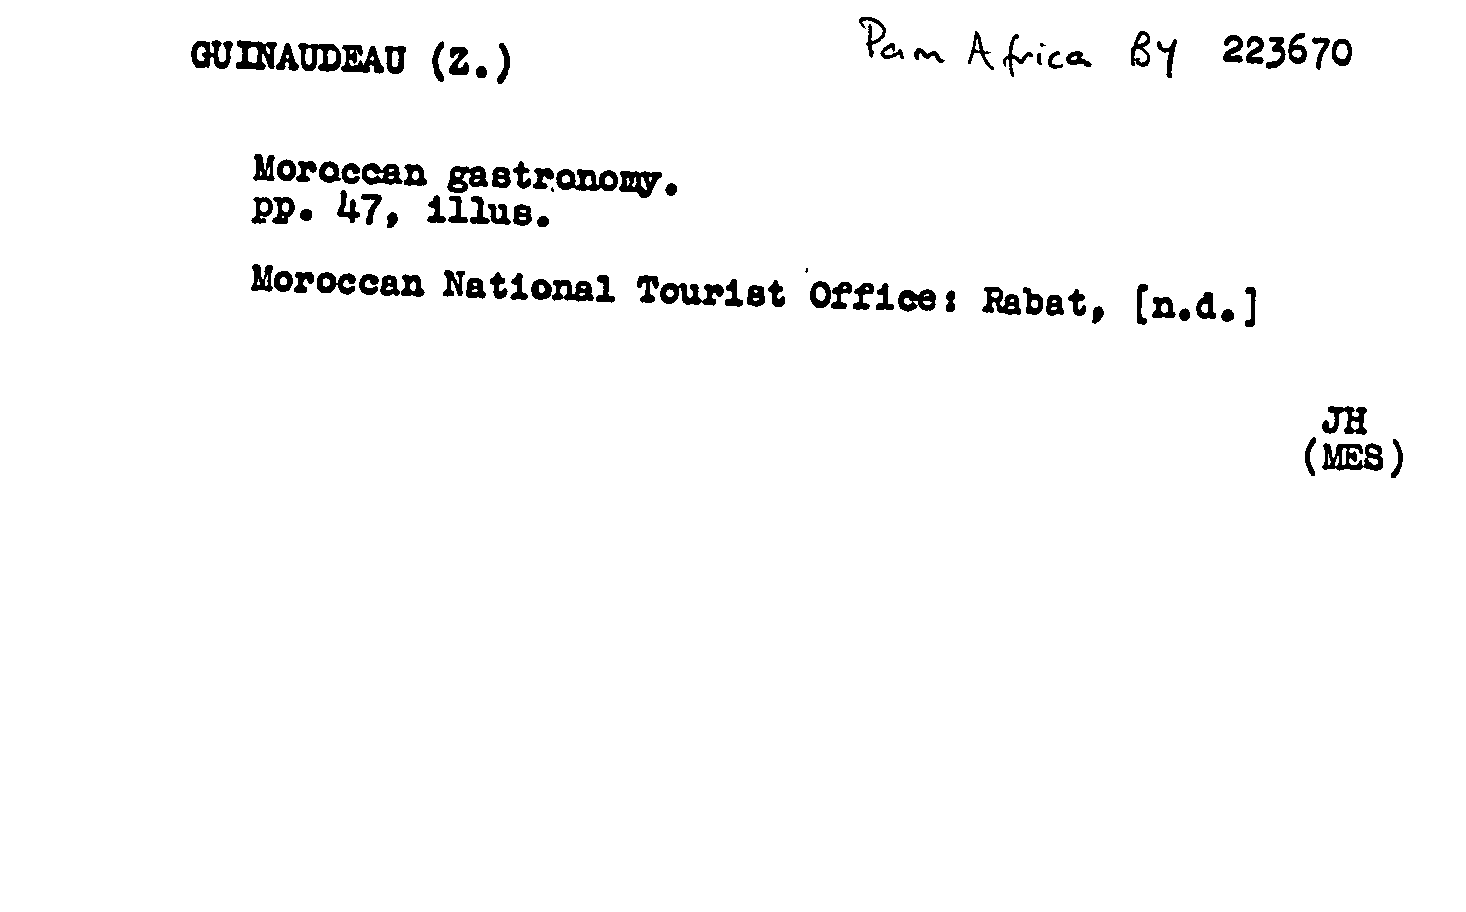 GUINAUDEAU (Z.)
Pam Africa BY 223670
Moroccan gastronomy.
pp. 47, illus.
Moroccan National Tourist Office: Rabat, [n.d.]
JH
(MES)